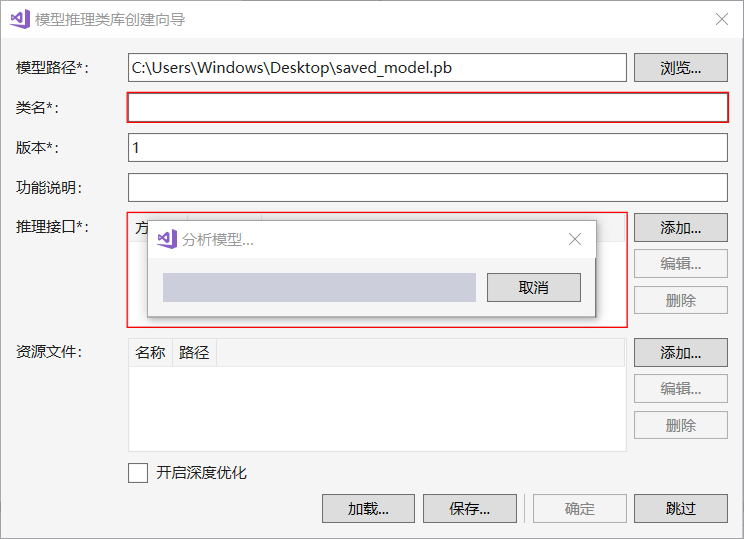 模型推理类库创建向导
模型路径*: C:\Users\Windows\Desktop\saved_model.pb 浏览...
类名*:
版本*: 1
功能说明:
推理接口*: 方 添加...
分析模型...
编辑...
取消
删除
资源文件: 名称 路径 添加...
编辑...
删除
开启深度优化
加载... 保存... 确定 跳过